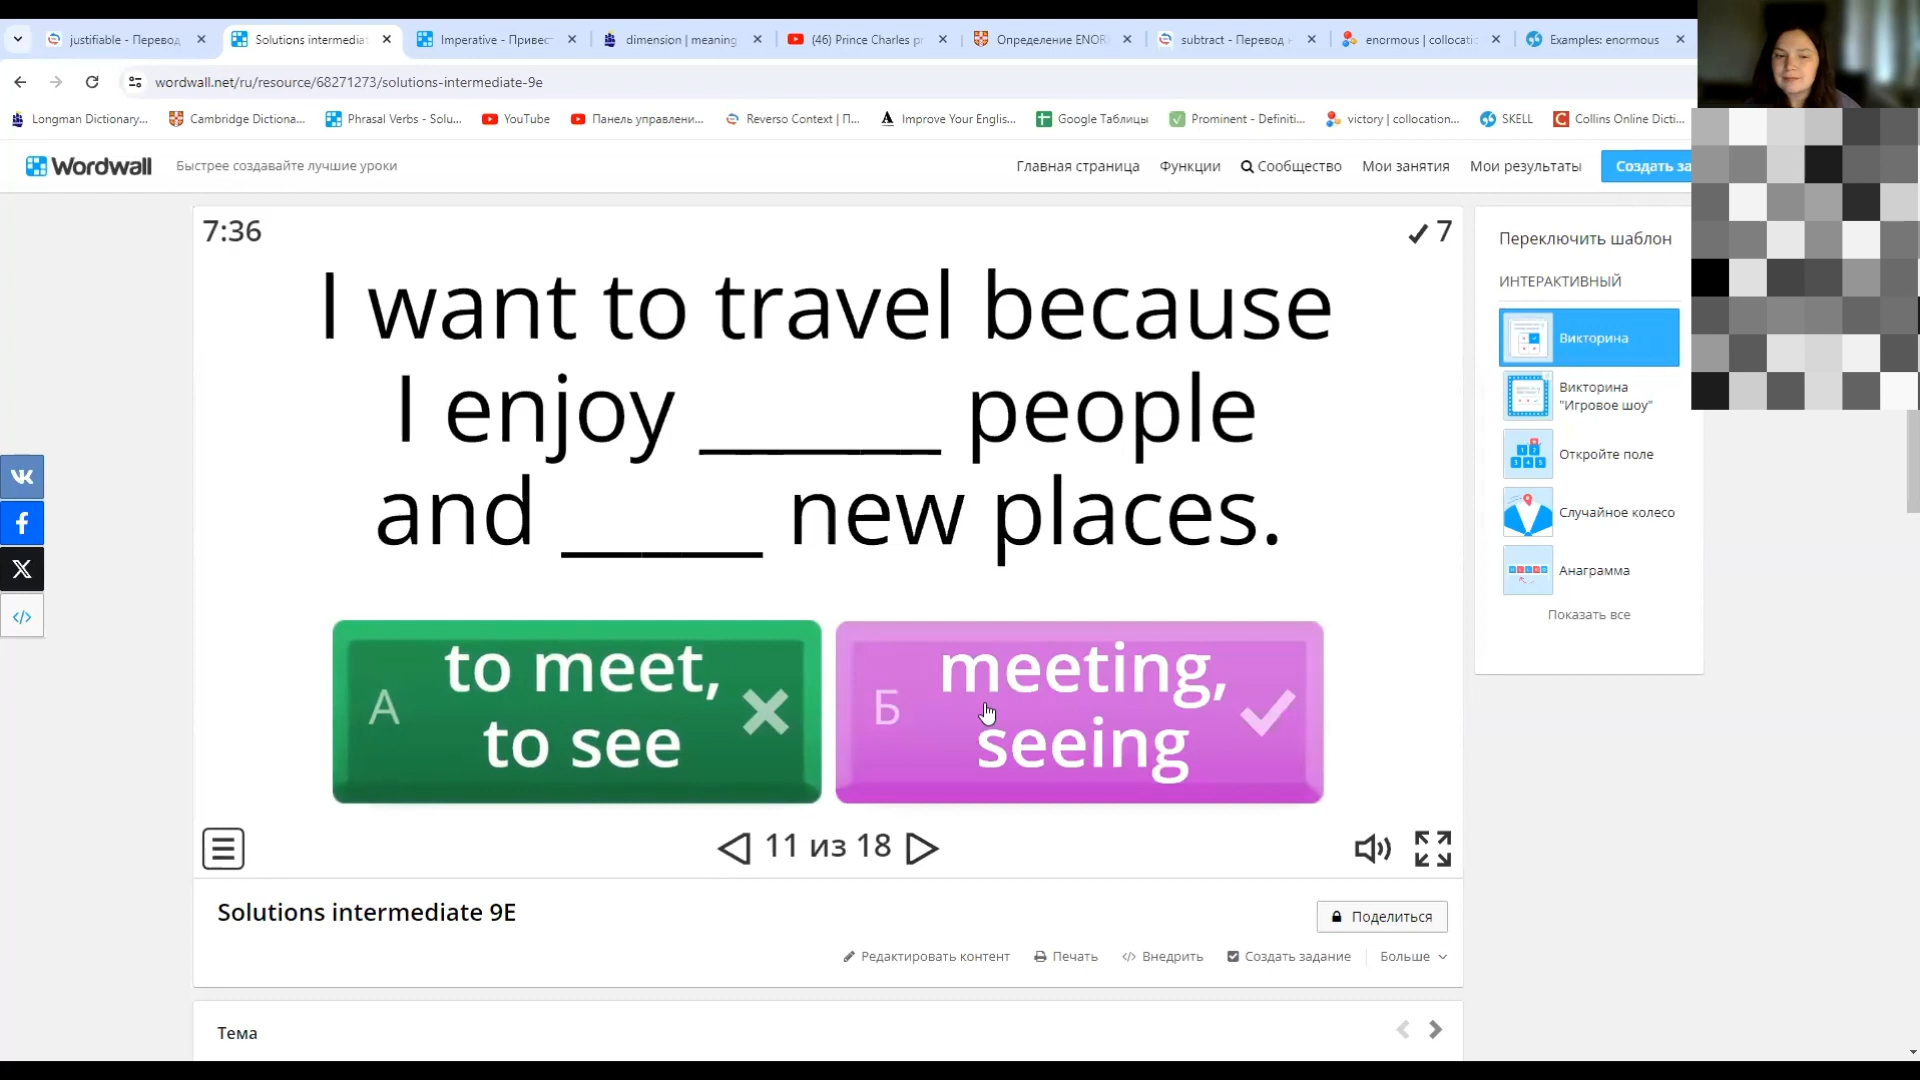 justifiable - Перевод
Solutions intermediat
Imperative - Привес
dimension | meaning
(46) Prince Charles p
Определение ENOR
subtract - Перевод
enormous | collocati
Examples: enormous
wordwall.net/ru/resource/68271273/solutions-intermediate-9e
Longman Dictionary...
Cambridge Dictiona...
Phrasal Verbs - Solu...
YouTube
Панель управлени...
Reverso Context | П...
Improve Your Englis...
Google Таблицы
Prominent - Definiti...
victory | collocation...
SKELL
Collins Online Dicti...
Wordwall
Быстрее создавайте лучшие уроки
Главная страница
Функции
Сообщество
Мои занятия
Мои результаты
Создать за
7:36
7
I want to travel because
I enjoy ______ people
and _____ new places.
А
to meet,
to see
Б
meeting,
seeing
11 из 18
Переключить шаблон
ИНТЕРАКТИВНЫЙ
Викторина
Викторина
"Игровое шоу"
Откройте поле
Случайное колесо
Анаграмма
Показать все
Solutions intermediate 9E
Поделиться
Редактировать контент
Печать
Внедрить
Создать задание
Больше
Тема